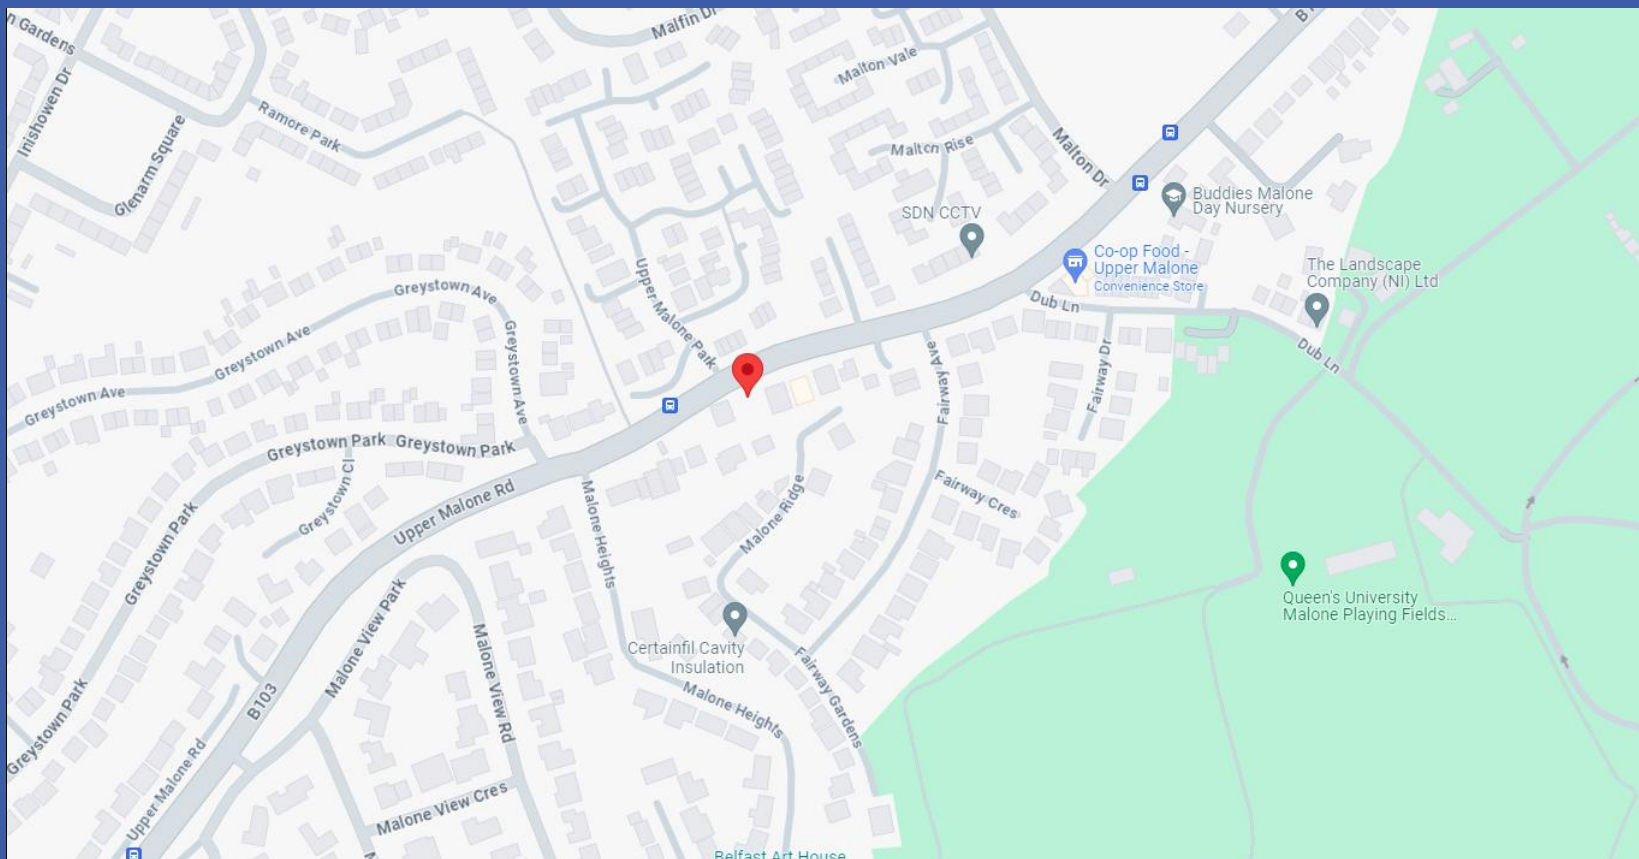 n Gardens
Inishowen Dr
Glenarm Square
Ramore Park
Malfin Dr
Malton Vale
Malton Rise
Malton Dr
B1
SDN CCTV
Buddies Malone
Day Nursery
Co-op Food -
Upper Malone
Convenience Store
The Landscape
Company (NI) Ltd
Dub Ln
Dub Ln
Upper Malone Park
Greystown Ave
Greystown Ave
Greystown Ave
Greystown Ave
Fairway Ave
Fairway Dr
Greystown Park
Greystown Park
Greystown Cl
Upper Malone Rd
Malone Heights
Malone Ridge
Fairway Cres
Greystown Park
Malone View Park
Malone View Rd
Queen's University
Malone Playing Fields...
Certainfil Cavity
Insulation
Malone Heights
Fairway Gardens
Greystown Park
B103
Upper Malone Rd
Malone View Cres
M
Belfast Art House